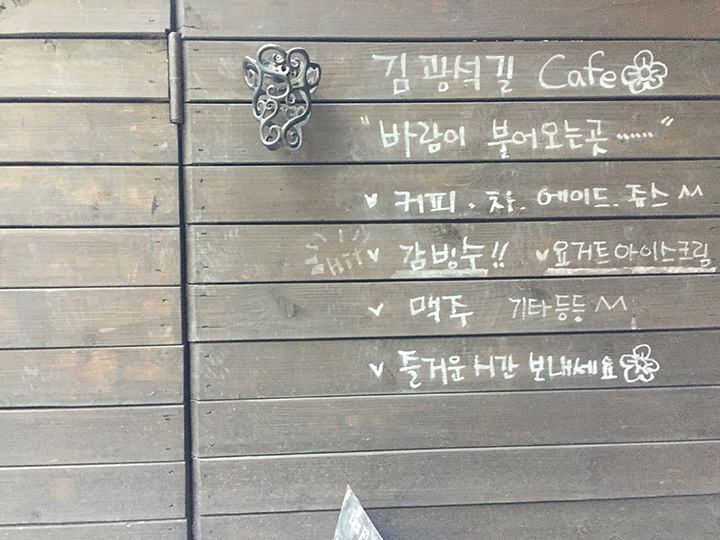 김광석길 Cafe
"바람이 불어오는곳 ······"
커피 . 차 . 에이드 . 쥬스 ^^
Hit 감빙수!! 요거트아이스크림
맥주 기타등등 ^^
즐거운 시간 보내세요